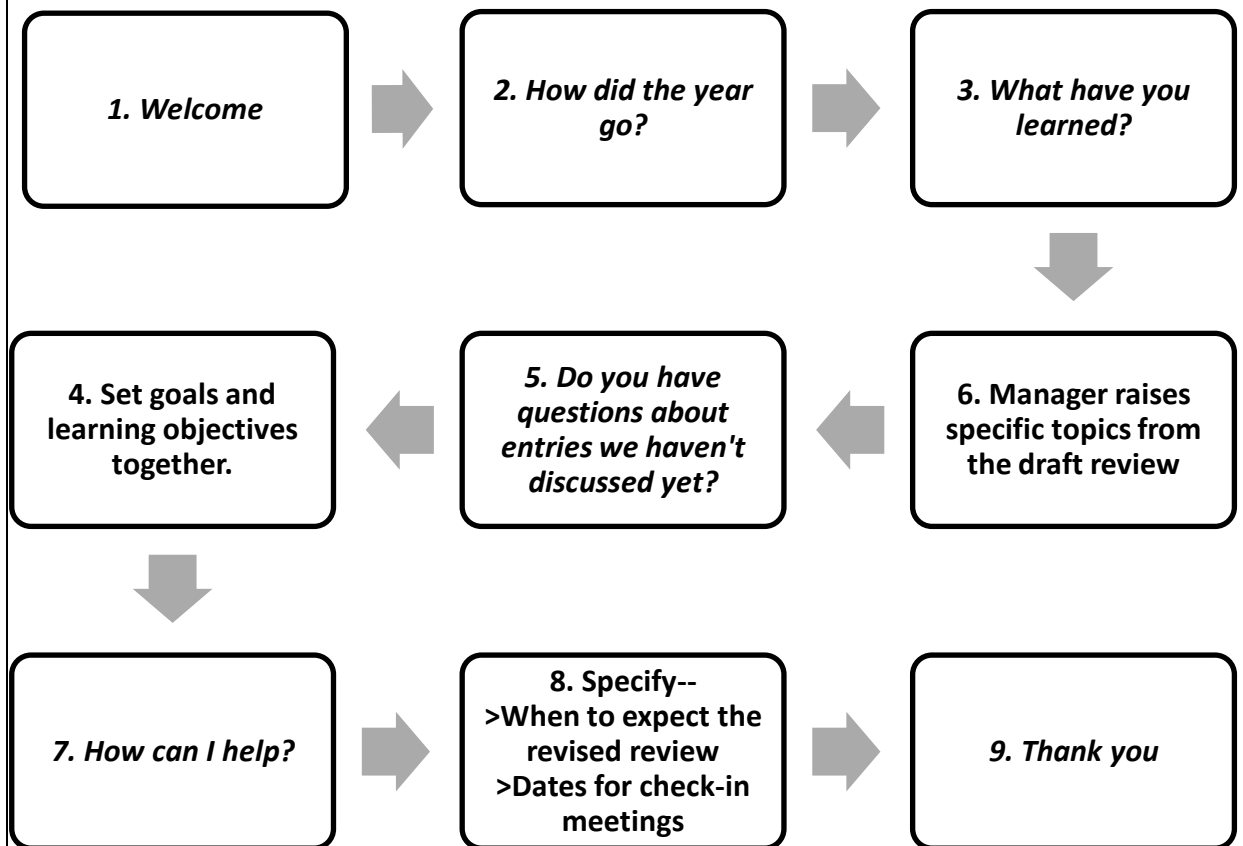 1. Welcome
2. How did the year
go?
3. What have you
learned?
6. Manager raises
specific topics from
the draft review
5. Do you have
questions about
entries we haven't
discussed yet?
4. Set goals and
learning objectives
together.
7. How can I help?
8. Specify--
>When to expect the
revised review
>Dates for check-in
meetings
9. Thank you